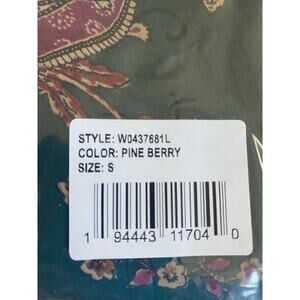 STYLE: W0437681L
COLOR: PINE BERRY
SIZE: S
1 94443 11704 0